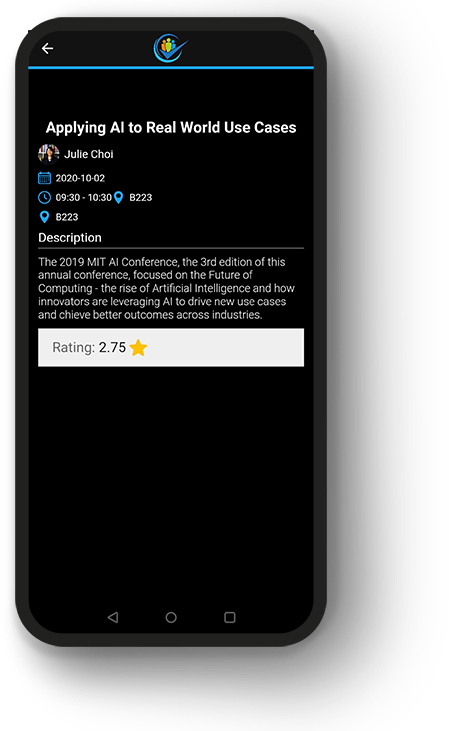 Applying AI to Real World Use Cases
Julie Choi
2020-10-02
09:30 - 10:30 B223
B223
Description
The 2019 MIT AI Conference, the 3rd edition of this
annual conference, focused on the Future of
Computing - the rise of Artificial Intelligence and how
innovators are leveraging AI to drive new use cases
and chieve better outcomes across industries.
Rating: 2.75